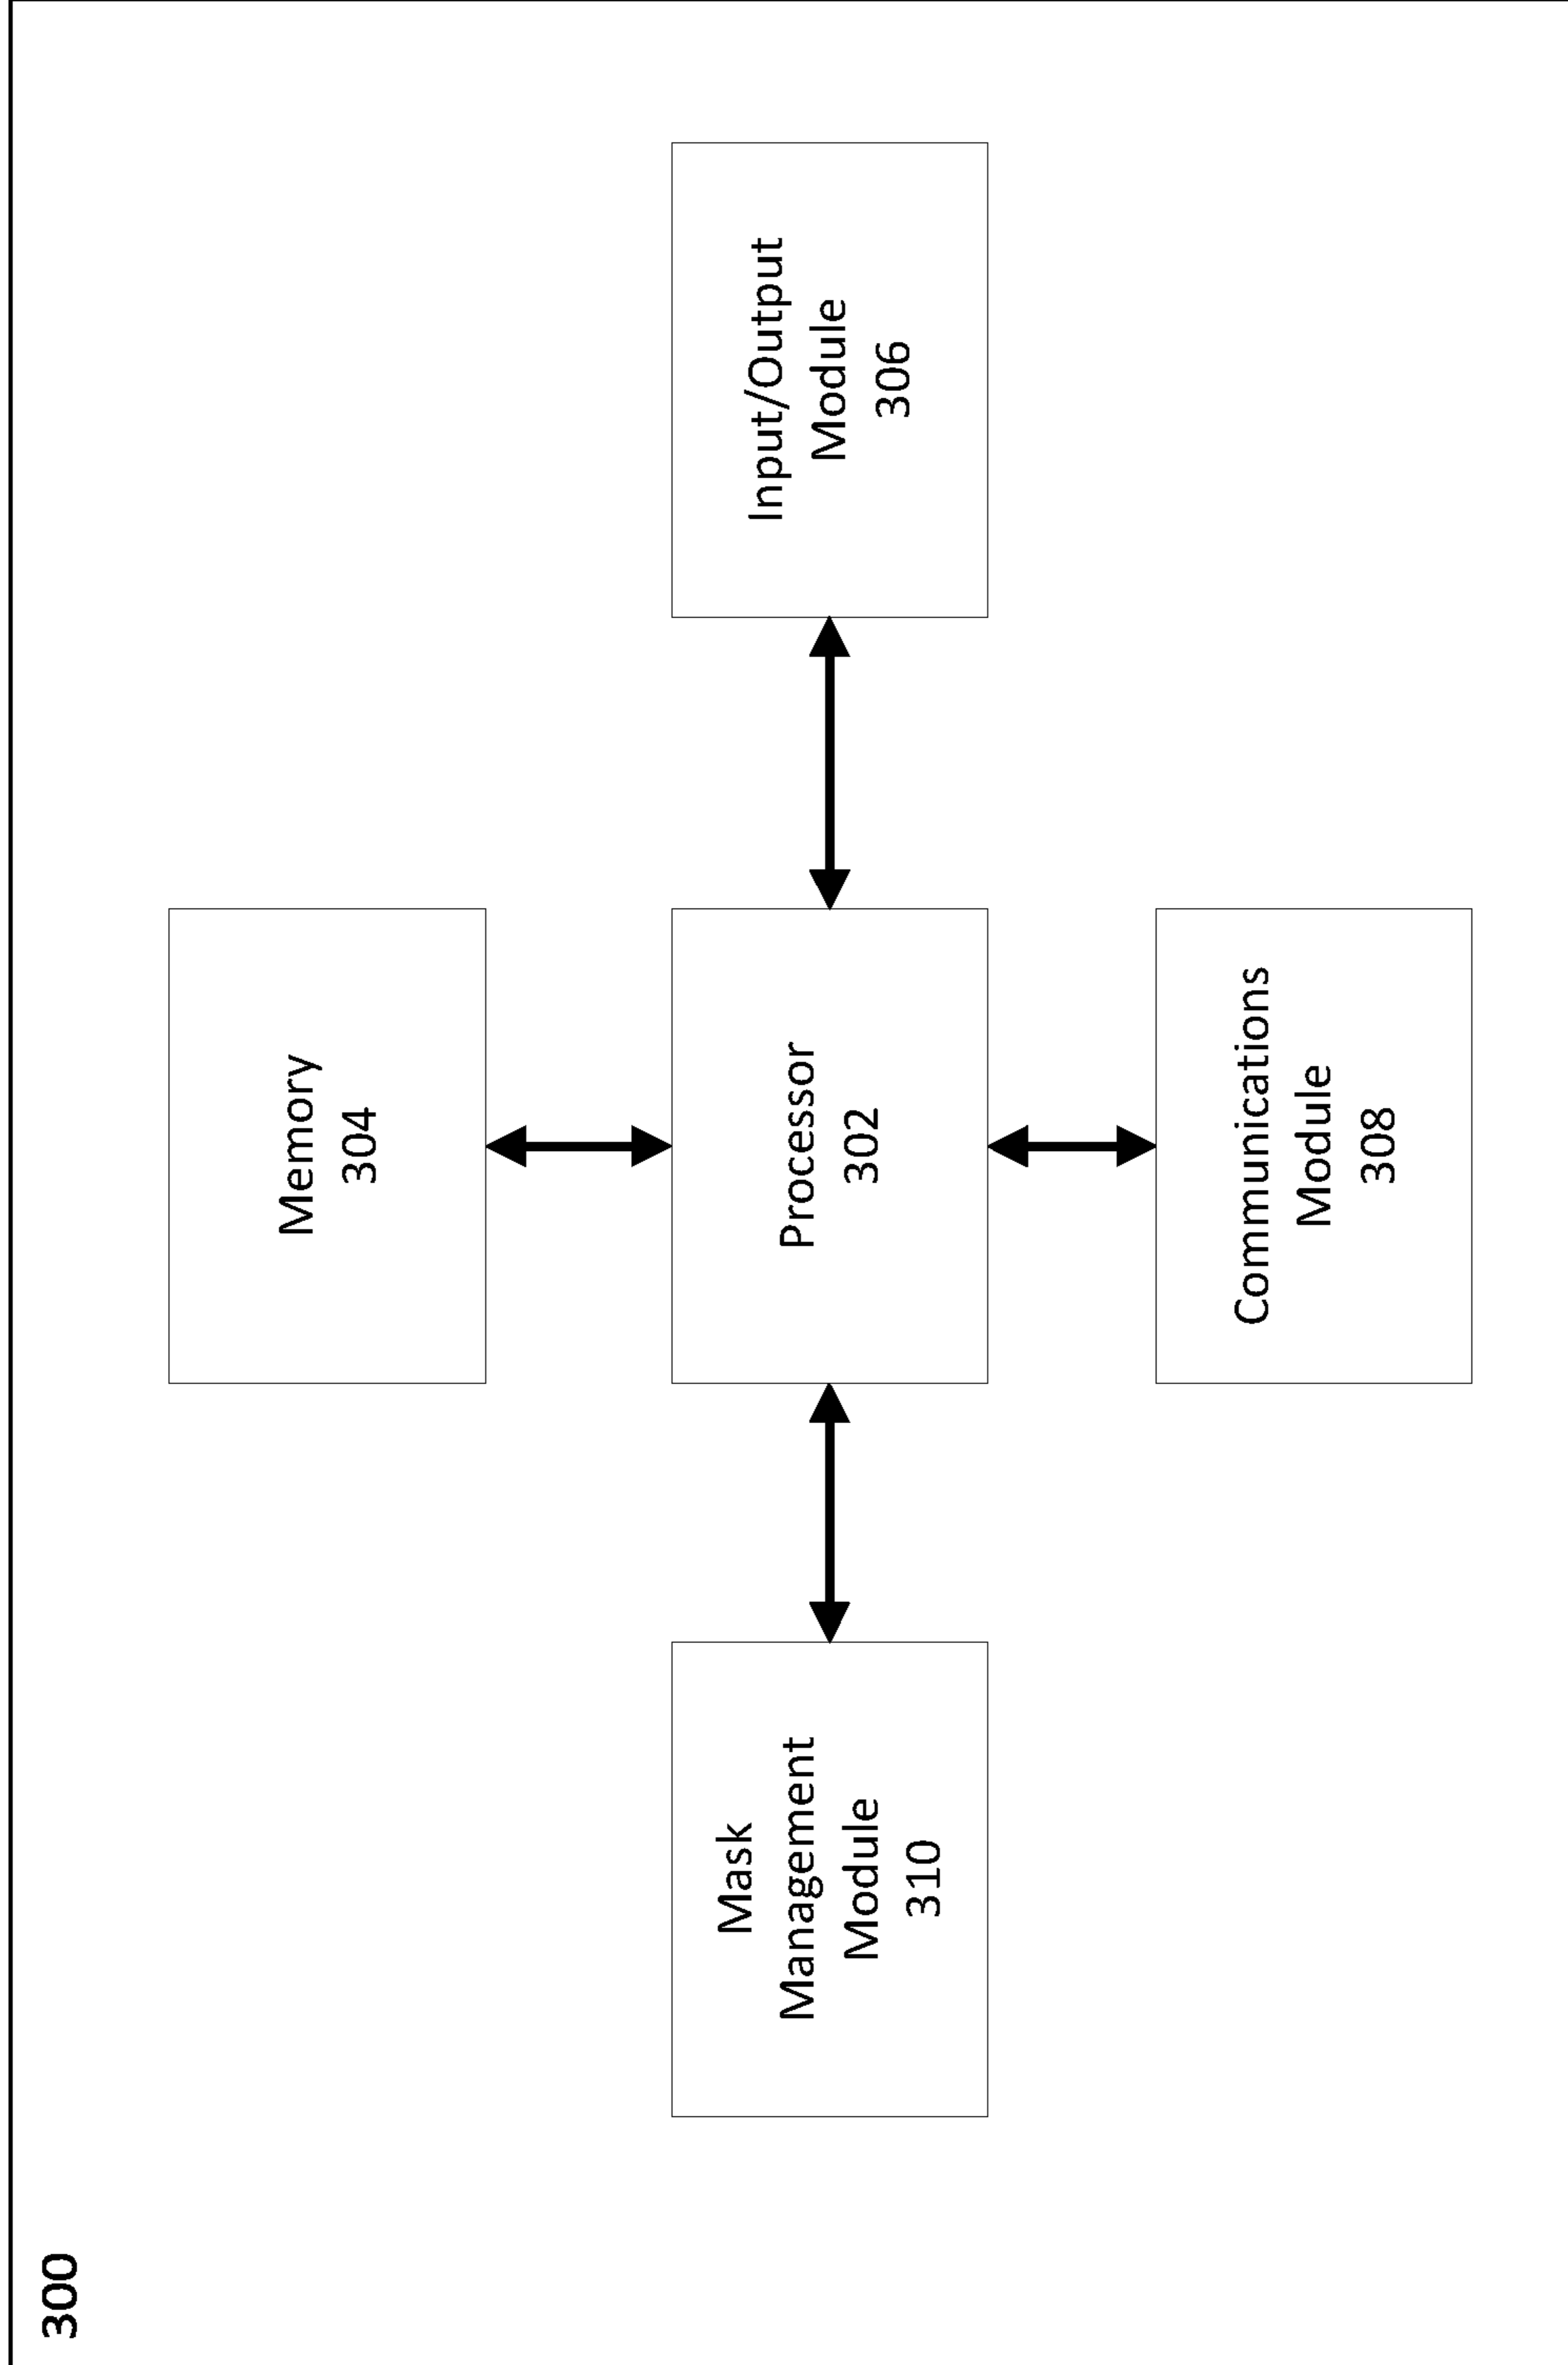 300
Memory
304
Mask
Management
Module
310
Processor
302
Input/Output
Module
306
Communications
Module
308